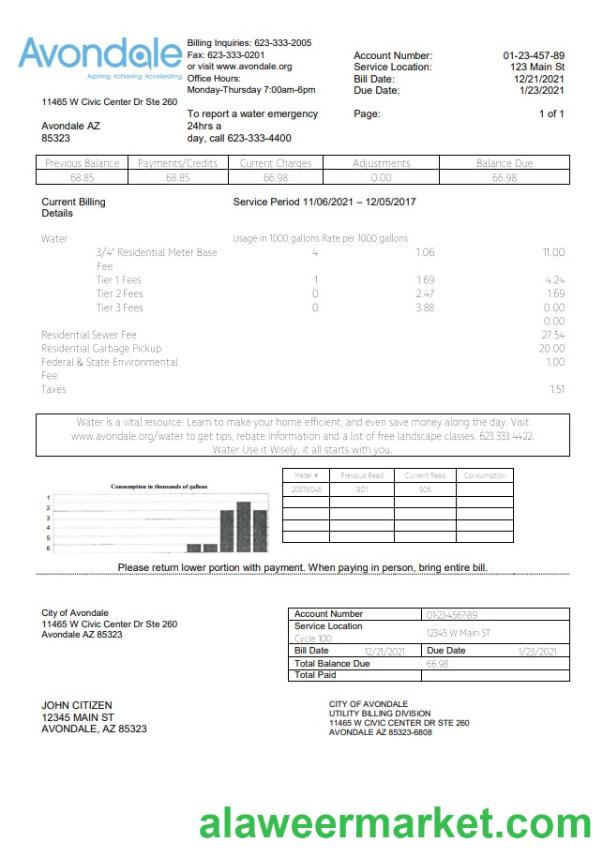 Avondale
Aspiring. Achieving. Accelerating.
11465 W Civic Center Dr Ste 260
Avondale AZ
85323
Billing Inquiries: 623-333-2005
Fax: 623-333-0201
or visit www.avondale.org
Office Hours:
Monday-Thursday 7:00am-6pm
To report a water emergency
24hrs a
day, call 623-333-4400
Account Number: 01-23-457-89
Service Location: 123 Main St
Bill Date: 12/21/2021
Due Date: 1/23/2021
Page: 1 of 1
Previous Balance Payments/Credits Current Charges Adjustments Balance Due
68.85 68.85 66.98 0.00 66.98
Current Billing
Details
Service Period 11/06/2021 – 12/05/2017
Water Usage in 1000 gallons Rate per 1000 gallons
3/4" Residential Meter Base 4 1.06 11.00
Fee
Tier 1 Fees 1 1.69 4.24
Tier 2 Fees 0 2.47 1.69
Tier 3 Fees 0 3.88 0.00
0.00
Residential Sewer Fee 27.54
Residential Garbage Pickup 20.00
Federal & State Environmental 1.00
Fee
Taxes 1.51
Water is a vital resource. Learn to make your home efficient, and even save money along the day. Visit
www.avondale.org/water to get tips, rebate information and a list of free landscape classes. 623.333.4422.
Water Use it Wisely, it all starts with you.
Consumption in thousands of gallons
1
2
3
4
5
6
Meter # Previous Read Current Read Consumption
20376046 901 906
Please return lower portion with payment. When paying in person, bring entire bill.
City of Avondale
11465 W Civic Center Dr Ste 260
Avondale AZ 85323
Account Number 01-23-4567-89
Service Location
Cycle 100 12345 W Main ST
Bill Date 12/21/2021 Due Date 1/23/2021
Total Balance Due 66.98
Total Paid
JOHN CITIZEN
12345 MAIN ST
AVONDALE, AZ 85323
CITY OF AVONDALE
UTILITY BILLING DIVISION
11465 W CIVIC CENTER DR STE 260
AVONDALE AZ 85323-6808
alaweermarket.com